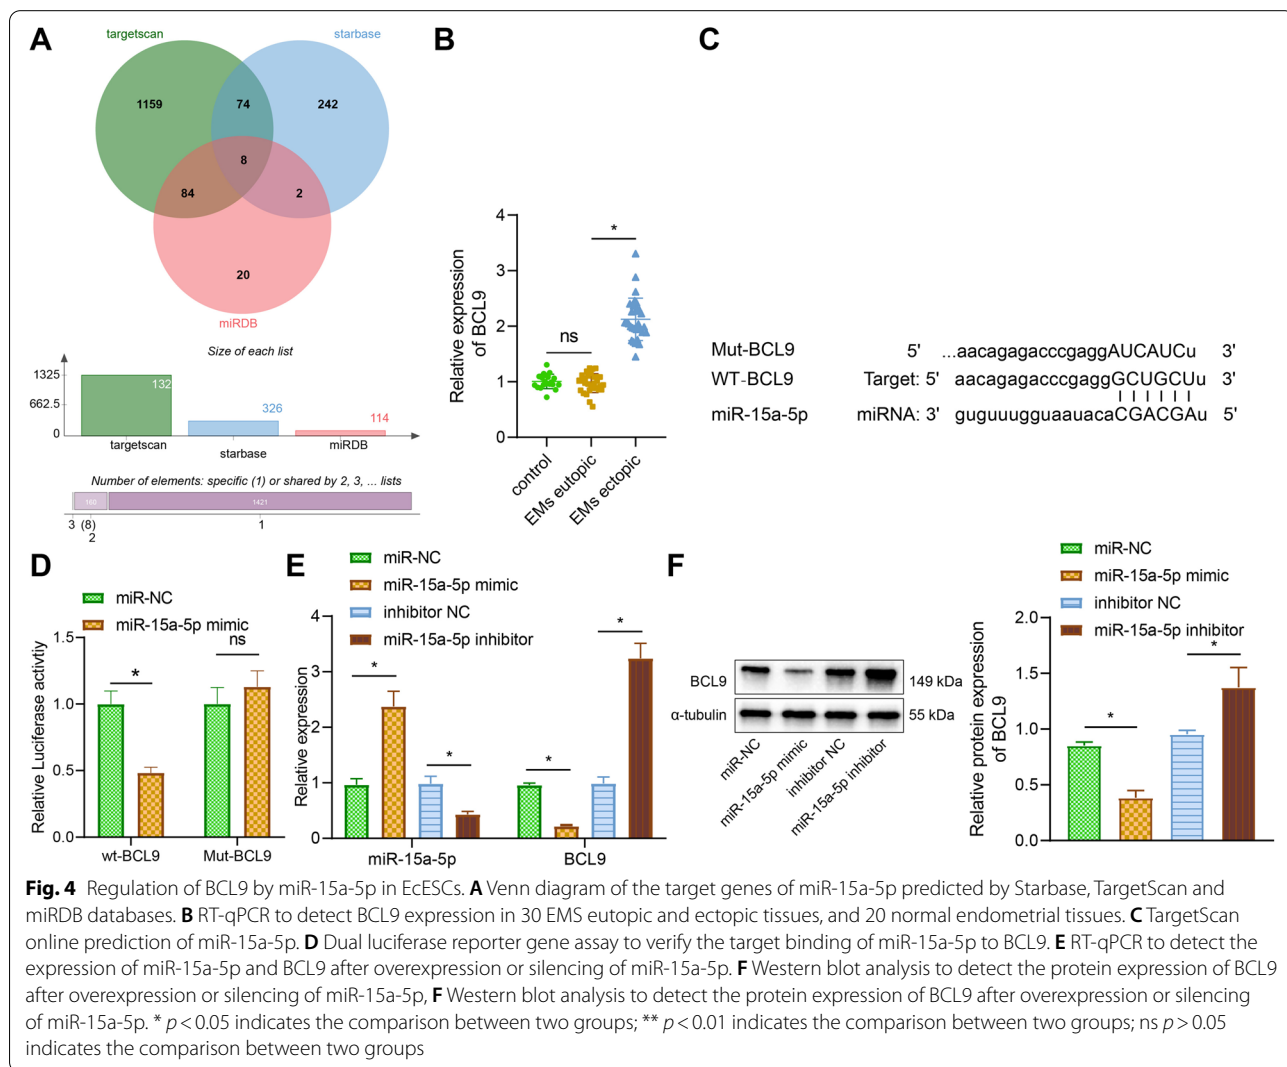 A
targetscan
starbase
1159
74
242
8
84
2
20
miRDB
Size of each list
1325
662.5
0
132
326
114
targetscan
starbase
miRDB
Number of elements: specific (1) or shared by 2, 3, ... lists
160
1421
3 (8)
2
1
B
Relative expression
of BCL9
4
3
2
1
0
*
ns
control
EMs eutopic
EMs ectopic
C
Mut-BCL9 5' ...aacagagacccgaggAUCAUCu 3'
WT-BCL9 Target: 5' aacagagacccgaggGCUGCUu 3'
miR-15a-5p miRNA: 3' guguuugguaauacaCGACGAu 5'
D
miR-NC
miR-15a-5p mimic
Relative Luciferase activtiy
1.5
1.0
0.5
0.0
*
ns
wt-BCL9
Mut-BCL9
E
miR-NC
miR-15a-5p mimic
inhibitor NC
miR-15a-5p inhibitor
Relative expression
4
3
2
1
0
*
*
*
*
miR-15a-5p
BCL9
F
BCL9
149 kDa
α-tubulin
55 kDa
miR-NC
miR-15a-5p mimic
inhibitor NC
miR-15a-5p inhibitor
miR-NC
miR-15a-5p mimic
inhibitor NC
miR-15a-5p inhibitor
Relative protein expression
of BCL9
2.0
1.5
1.0
0.5
0.0
*
*
Fig. 4 Regulation of BCL9 by miR-15a-5p in EcESCs. A Venn diagram of the target genes of miR-15a-5p predicted by Starbase, TargetScan and
miRDB databases. B RT-qPCR to detect BCL9 expression in 30 EMS eutopic and ectopic tissues, and 20 normal endometrial tissues. C TargetScan
online prediction of miR-15a-5p. D Dual luciferase reporter gene assay to verify the target binding of miR-15a-5p to BCL9. E RT-qPCR to detect the
expression of miR-15a-5p and BCL9 after overexpression or silencing of miR-15a-5p. F Western blot analysis to detect the protein expression of BCL9
after overexpression or silencing of miR-15a-5p, F Western blot analysis to detect the protein expression of BCL9 after overexpression or silencing
of miR-15a-5p. * p < 0.05 indicates the comparison between two groups; ** p < 0.01 indicates the comparison between two groups; ns p > 0.05
indicates the comparison between two groups